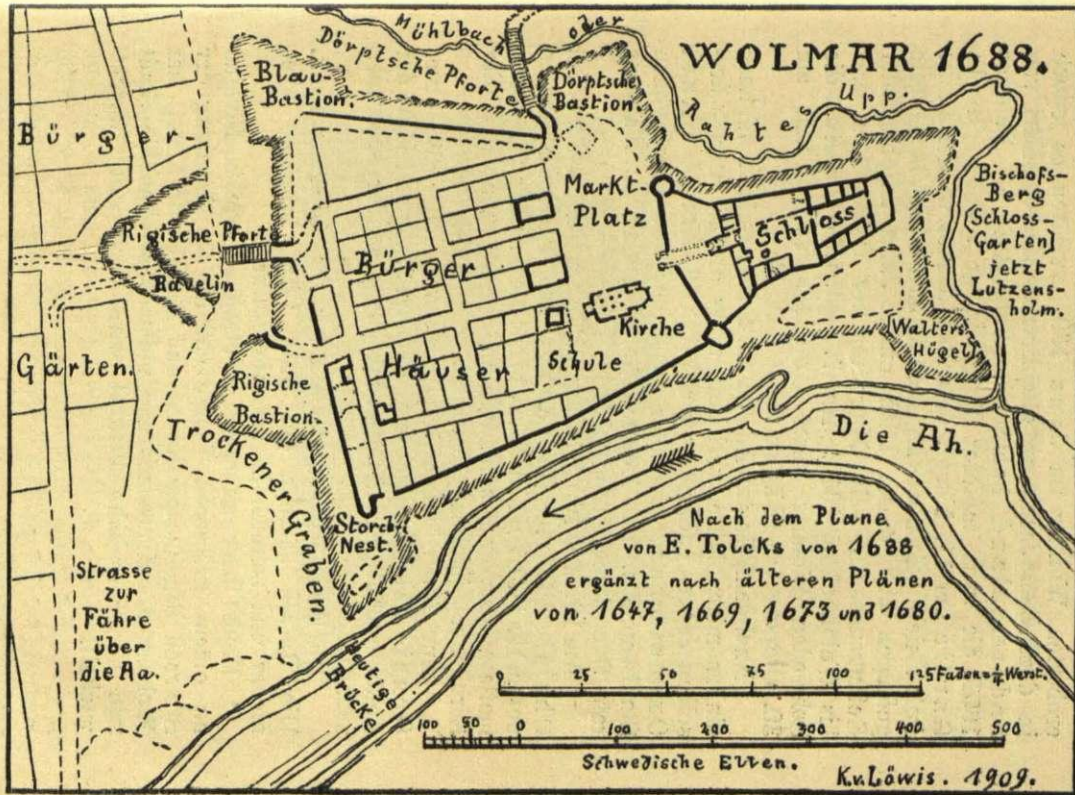 WOLMAR 1688.
Mühlbach oder Rahtes Upp.
Dörptsche Pforte
Blau-
Bastion.
Dörptsche
Bastion.
Bürger-
Gärten.
Rigische Pforte
Ravelin
Markt-
Platz
Schloss
Bischofs-
Berg
(Schloss-
Garten)
jetzt
Lutzens-
holm.
Bürger
Häuser
Kirche
Schule
Walters
Hügel
Rigische
Bastion.
Trockener Graben.
Storch-
Nest.
Die Ah.
Strasse
zur
Fähre
über
die Aa.
Heutige
Brücke
Nach dem Plane
von E. Tolcks von 1688
ergänzt nach älteren Plänen
von 1647, 1669, 1673 und 1680.
0 25 50 75 100 125 Faden = ¼ Werst.
100 50 0 100 200 300 400 500
Schwedische Ellen.
K.v. Löwis. 1909.